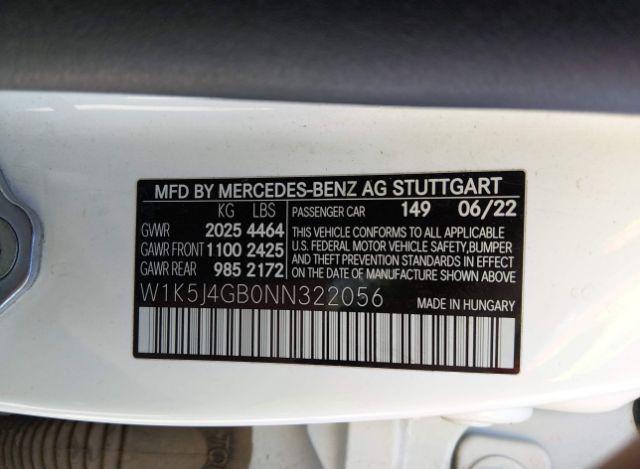 MFD BY MERCEDES-BENZ AG STUTTGART
KG LBS PASSENGER CAR 149 06/22
GVWR 2025 4464 THIS VEHICLE CONFORMS TO ALL APPLICABLE
GAWR FRONT 1100 2425 U.S. FEDERAL MOTOR VEHICLE SAFETY, BUMPER
GAWR REAR 985 2172 AND THEFT PREVENTION STANDARDS IN EFFECT
ON THE DATE OF MANUFACTURE SHOWN ABOVE.
W1K5J4GB0NN322056 MADE IN HUNGARY